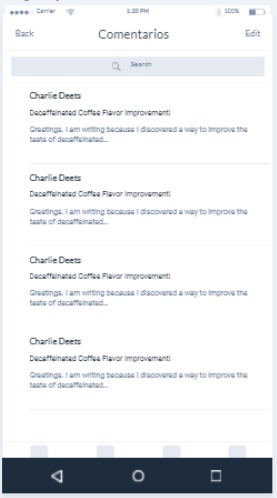 Carrier 1:20 PM 100%
Back Comentarios Edit
Search
Charlie Deets
Decaffeinated Coffee Flavor Improvement!
Greetings. I am writing because I discovered a way to improve the
taste of decaffeinated...
Charlie Deets
Decaffeinated Coffee Flavor Improvement!
Greetings. I am writing because I discovered a way to improve the
taste of decaffeinated...
Charlie Deets
Decaffeinated Coffee Flavor Improvement!
Greetings. I am writing because I discovered a way to improve the
taste of decaffeinated...
Charlie Deets
Decaffeinated Coffee Flavor Improvement!
Greetings. I am writing because I discovered a way to improve the
taste of decaffeinated...